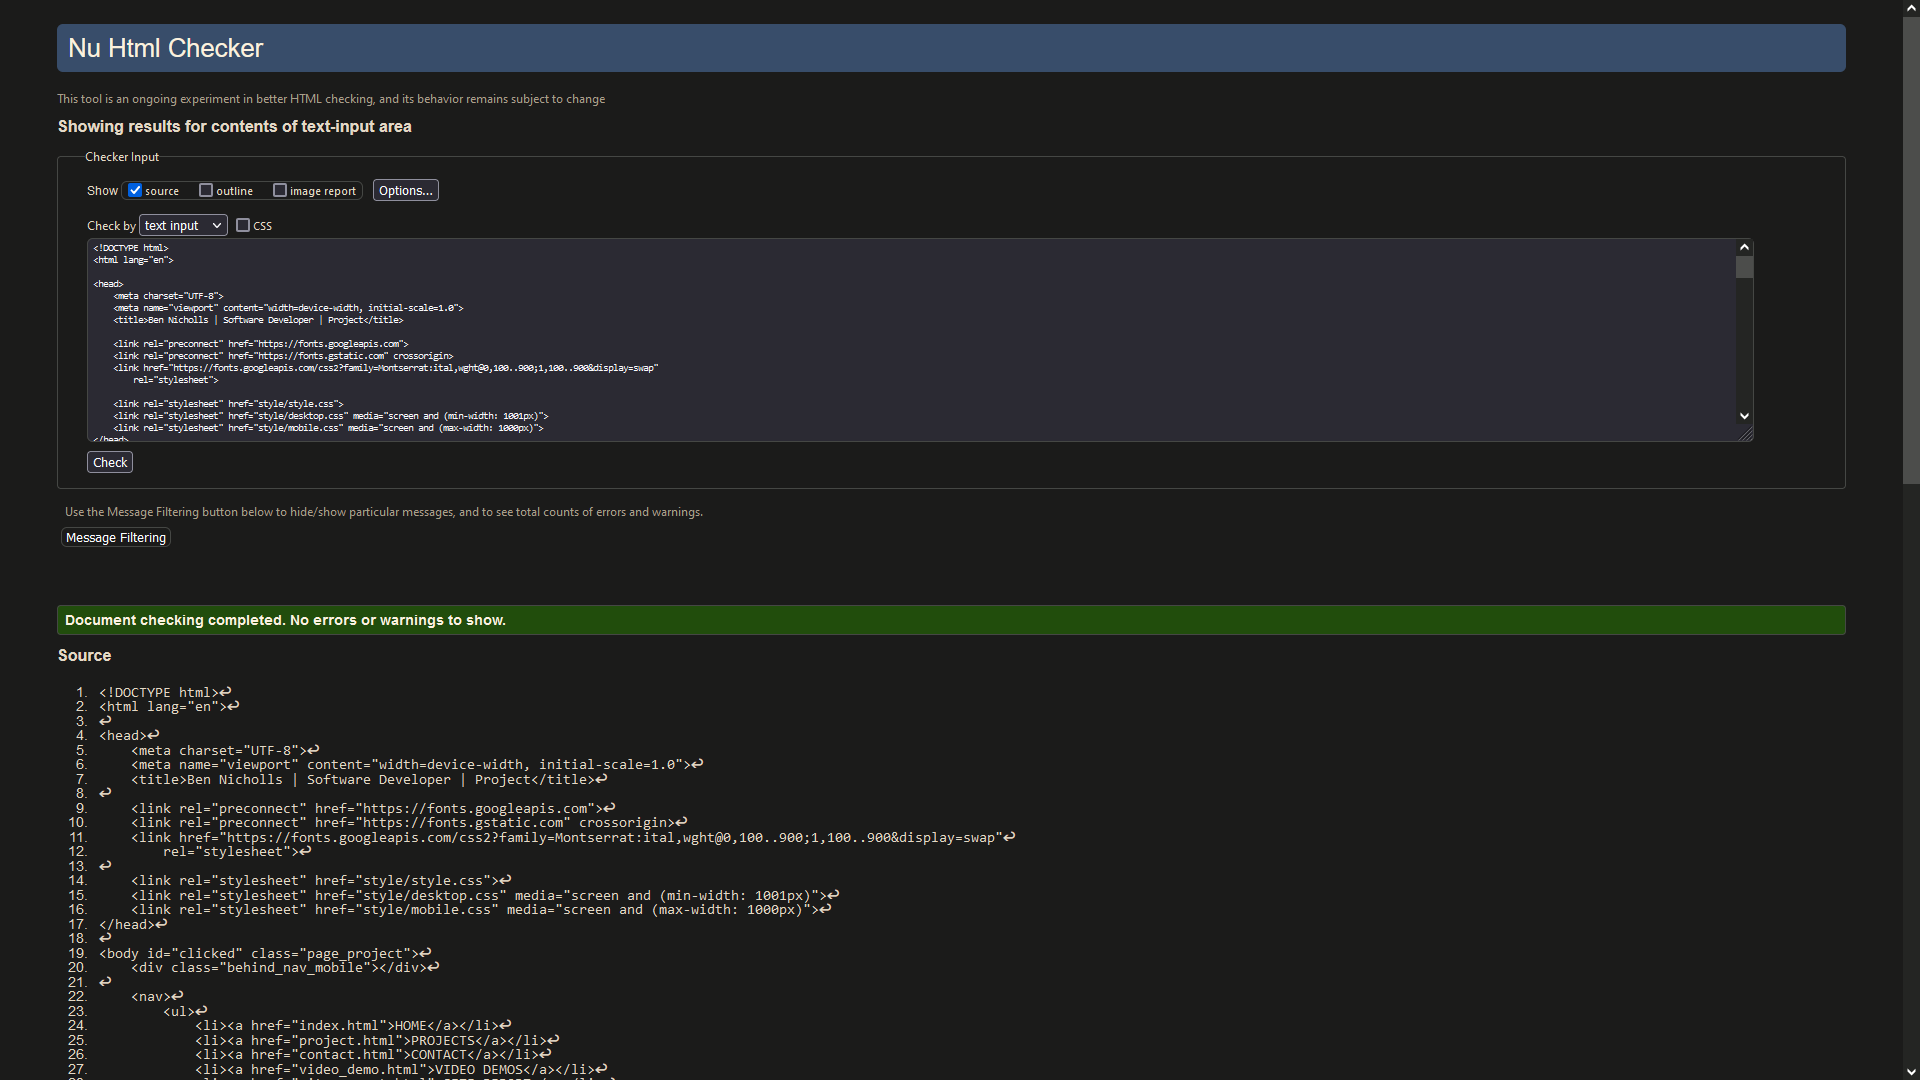 Nu Html Checker
This tool is an ongoing experiment in better HTML checking, and its behavior remains subject to change
Showing results for contents of text-input area
Checker Input
Show source outline image report Options...
Check by text input CSS
<!DOCTYPE html>
<html lang="en">
<head>
<meta charset="UTF-8">
<meta name="viewport" content="width=device-width, initial-scale=1.0">
<title>Ben Nicholls | Software Developer | Project</title>
<link rel="preconnect" href="https://fonts.googleapis.com">
<link rel="preconnect" href="https://fonts.gstatic.com" crossorigin>
<link href="https://fonts.googleapis.com/css2?family=Montserrat:ital,wght@0,100..900;1,100..900&display=swap"
rel="stylesheet">
<link rel="stylesheet" href="style/style.css">
<link rel="stylesheet" href="style/desktop.css" media="screen and (min-width: 1001px)">
<link rel="stylesheet" href="style/mobile.css" media="screen and (max-width: 1000px)">
</head>
Check
Use the Message Filtering button below to hide/show particular messages, and to see total counts of errors and warnings.
Message Filtering
Document checking completed. No errors or warnings to show.
Source
1. <!DOCTYPE html>↩
2. <html lang="en">↩
3. ↩
4. <head>↩
5. <meta charset="UTF-8">↩
6. <meta name="viewport" content="width=device-width, initial-scale=1.0">↩
7. <title>Ben Nicholls | Software Developer | Project</title>↩
8. ↩
9. <link rel="preconnect" href="https://fonts.googleapis.com">↩
10. <link rel="preconnect" href="https://fonts.gstatic.com" crossorigin>↩
11. <link href="https://fonts.googleapis.com/css2?family=Montserrat:ital,wght@0,100..900;1,100..900&display=swap"↩
12. rel="stylesheet">↩
13. ↩
14. <link rel="stylesheet" href="style/style.css">↩
15. <link rel="stylesheet" href="style/desktop.css" media="screen and (min-width: 1001px)">↩
16. <link rel="stylesheet" href="style/mobile.css" media="screen and (max-width: 1000px)">↩
17. </head>↩
18. ↩
19. <body id="clicked" class="page_project">↩
20. <div class="behind_nav_mobile"></div>↩
21. ↩
22. <nav>↩
23. <ul>↩
24. <li><a href="index.html">HOME</a></li>↩
25. <li><a href="project.html">PROJECTS</a></li>↩
26. <li><a href="contact.html">CONTACT</a></li>↩
27. <li><a href="video_demo.html">VIDEO DEMOS</a></li>↩